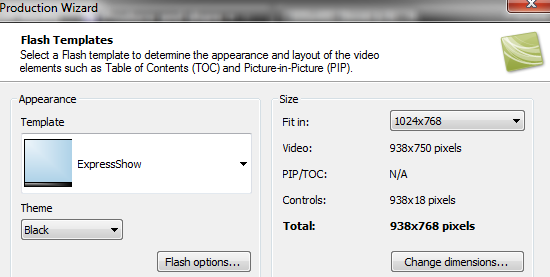 Production Wizard
Flash Templates
Select a Flash template to determine the appearance and layout of the video
elements such as Table of Contents (TOC) and Picture-in-Picture (PIP).
Appearance
Template
ExpressShow
Theme
Black
Flash options...
Size
Fit in: 1024x768
Video: 938x750 pixels
PIP/TOC: N/A
Controls: 938x18 pixels
Total: 938x768 pixels
Change dimensions...